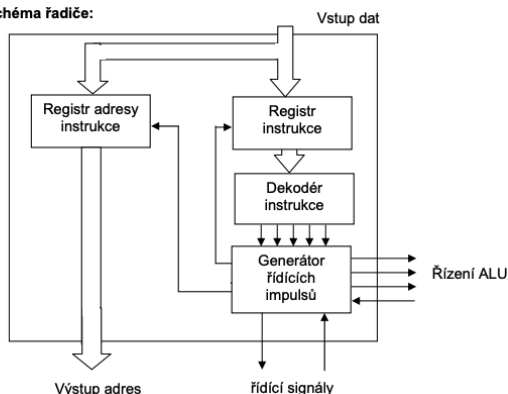 chéma řadiče:
Vstup dat
Registr adresy
instrukce
Registr
instrukce
Dekodér
instrukce
Generátor
řídících
impulsů
Řízení ALU
Výstup adres
řídící signály